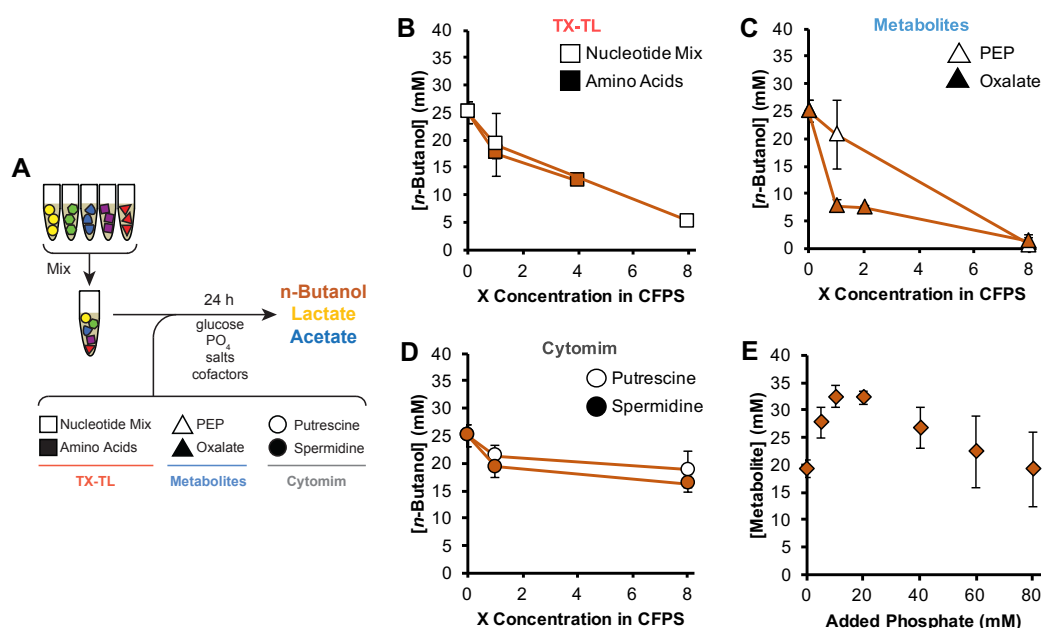 A
Mix
24 h
glucose
PO4
salts
cofactors
n-Butanol
Lactate
Acetate
Nucleotide Mix
Amino Acids
TX-TL
PEP
Oxalate
Metabolites
Putrescine
Spermidine
Cytomim
B
TX-TL
Nucleotide Mix
Amino Acids
[n-Butanol] (mM)
40
35
30
25
20
15
10
5
0
0 2 4 6 8
X Concentration in CFPS
C
Metabolites
PEP
Oxalate
[n-Butanol] (mM)
40
35
30
25
20
15
10
5
0
0 2 4 6 8
X Concentration in CFPS
D
Cytomim
Putrescine
Spermidine
[n-Butanol] (mM)
40
35
30
25
20
15
10
5
0
0 2 4 6 8
X Concentration in CFPS
E
[Metabolite] (mM)
40
35
30
25
20
15
10
5
0
0 20 40 60 80
Added Phosphate (mM)